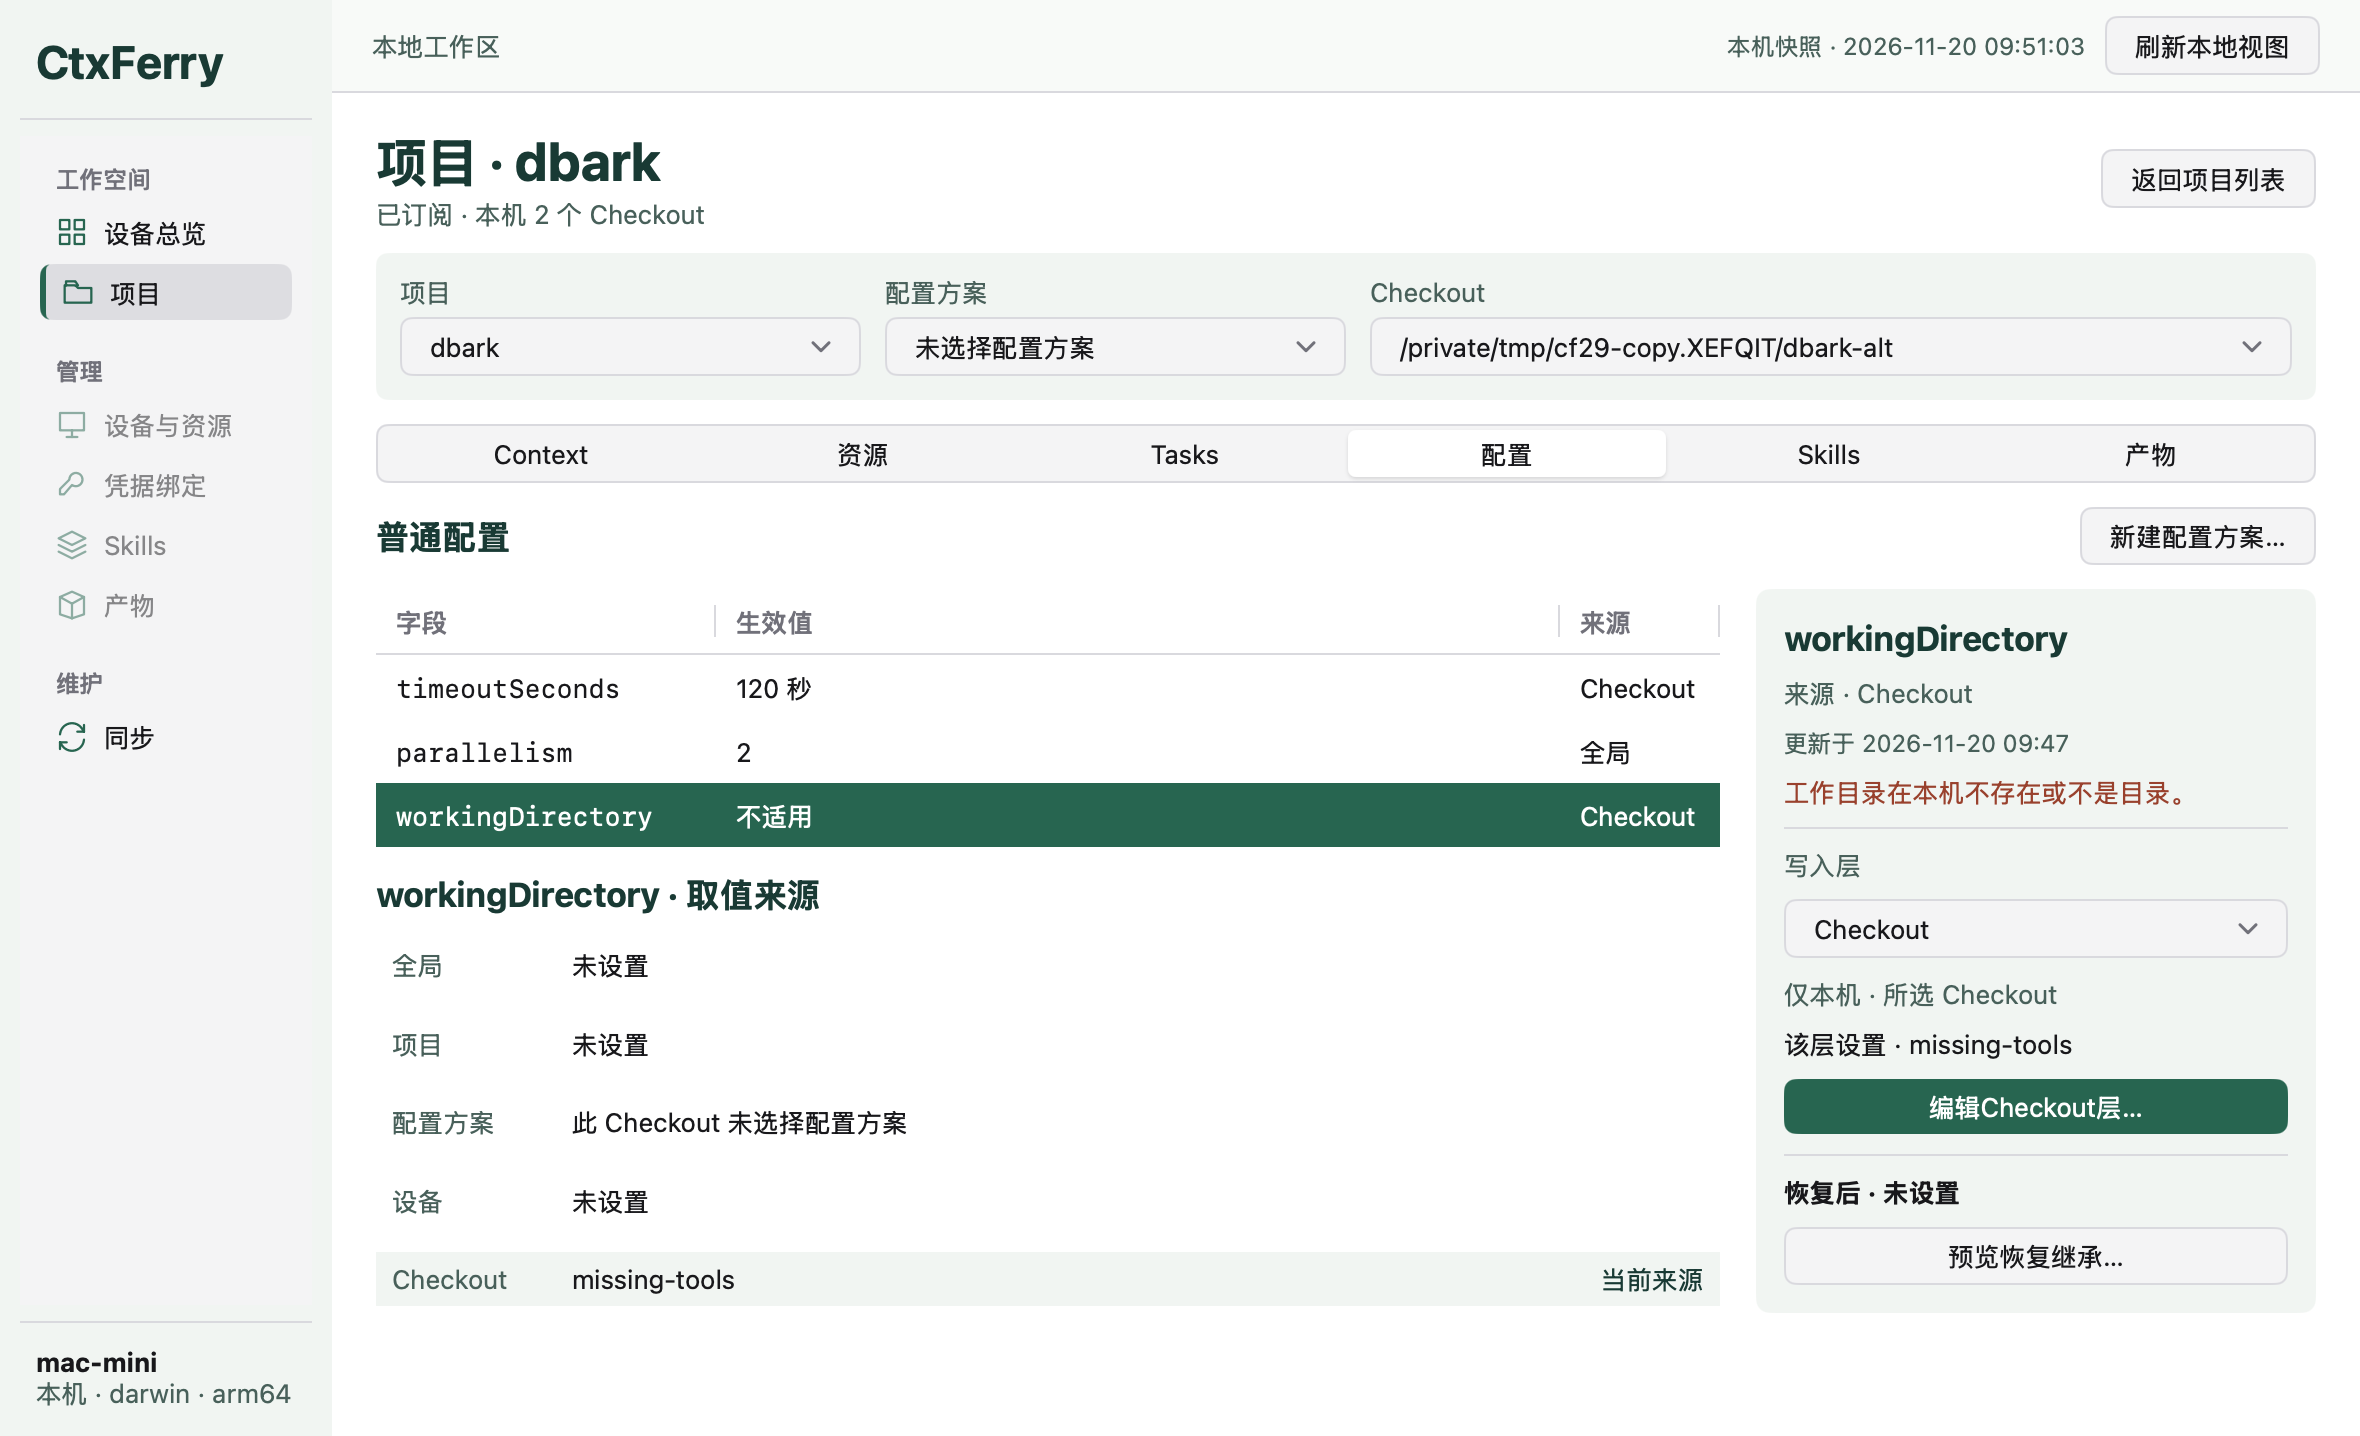 CtxFerry
工作空间
设备总览
项目
管理
设备与资源
凭据绑定
Skills
产物
维护
同步
mac-mini
本机 · darwin · arm64
本地工作区
本机快照 · 2026-11-20 09:51:03
刷新本地视图
项目 · dbark
已订阅 · 本机 2 个 Checkout
返回项目列表
项目
配置方案
Checkout
dbark
未选择配置方案
/private/tmp/cf29-copy.XEFQIT/dbark-alt
Context
资源
Tasks
配置
Skills
产物
普通配置
新建配置方案...
字段 生效值 来源
timeoutSeconds 120 秒 Checkout
parallelism 2 全局
workingDirectory 不适用 Checkout
workingDirectory · 取值来源
全局 未设置
项目 未设置
配置方案 此 Checkout 未选择配置方案
设备 未设置
Checkout missing-tools 当前来源
workingDirectory
来源 · Checkout
更新于 2026-11-20 09:47
工作目录在本机不存在或不是目录。
写入层
Checkout
仅本机 · 所选 Checkout
该层设置 · missing-tools
编辑Checkout层...
恢复后 · 未设置
预览恢复继承...